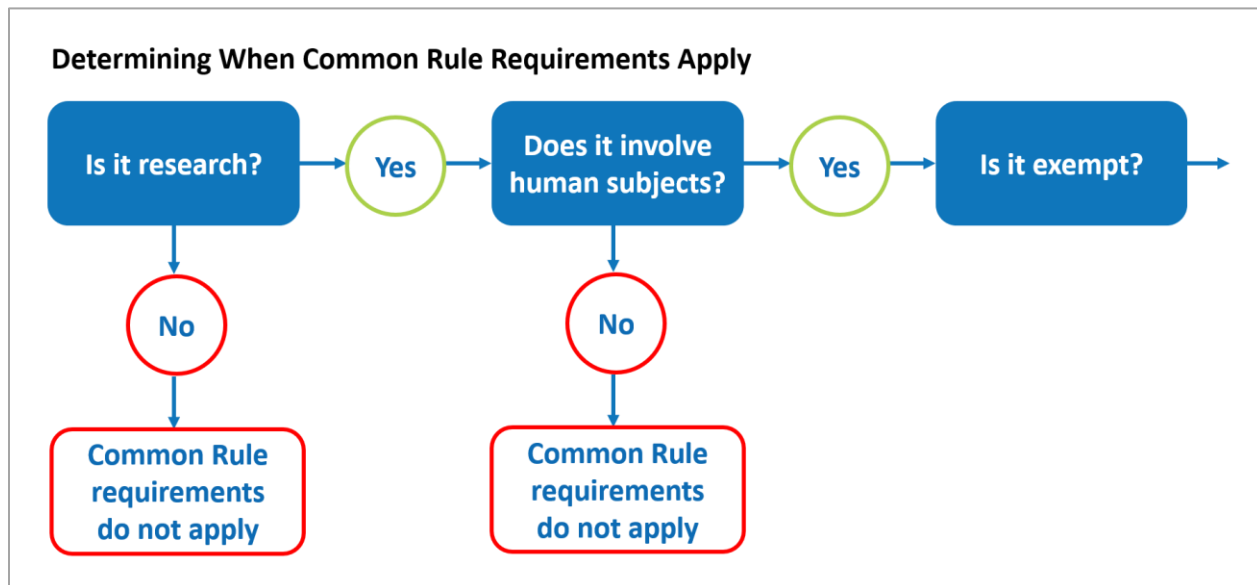 Determining When Common Rule Requirements Apply
Is it research?
Yes
Does it involve
human subjects?
Yes
Is it exempt?
No
No
Common Rule
requirements
do not apply
Common Rule
requirements
do not apply